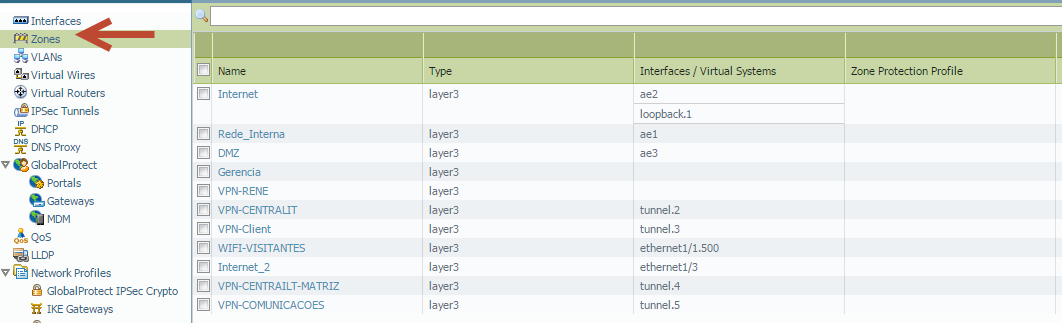 Interfaces
Zones
VLANs
Virtual Wires
Virtual Routers
IPSec Tunnels
IP
DHCP
DNS
DNS Proxy
GlobalProtect
Portals
Gateways
MDM
QoS
QoS
LLDP
Network Profiles
GlobalProtect IPSec Crypto
IKE Gateways
Name Type Interfaces / Virtual Systems Zone Protection Profile
Internet layer3 ae2
loopback.1
Rede_Interna layer3 ae1
DMZ layer3 ae3
Gerencia layer3
VPN-RENE layer3
VPN-CENTRALIT layer3 tunnel.2
VPN-Client layer3 tunnel.3
WIFI-VISITANTES layer3 ethernet1/1.500
Internet_2 layer3 ethernet1/3
VPN-CENTRAILT-MATRIZ layer3 tunnel.4
VPN-COMUNICACOES layer3 tunnel.5